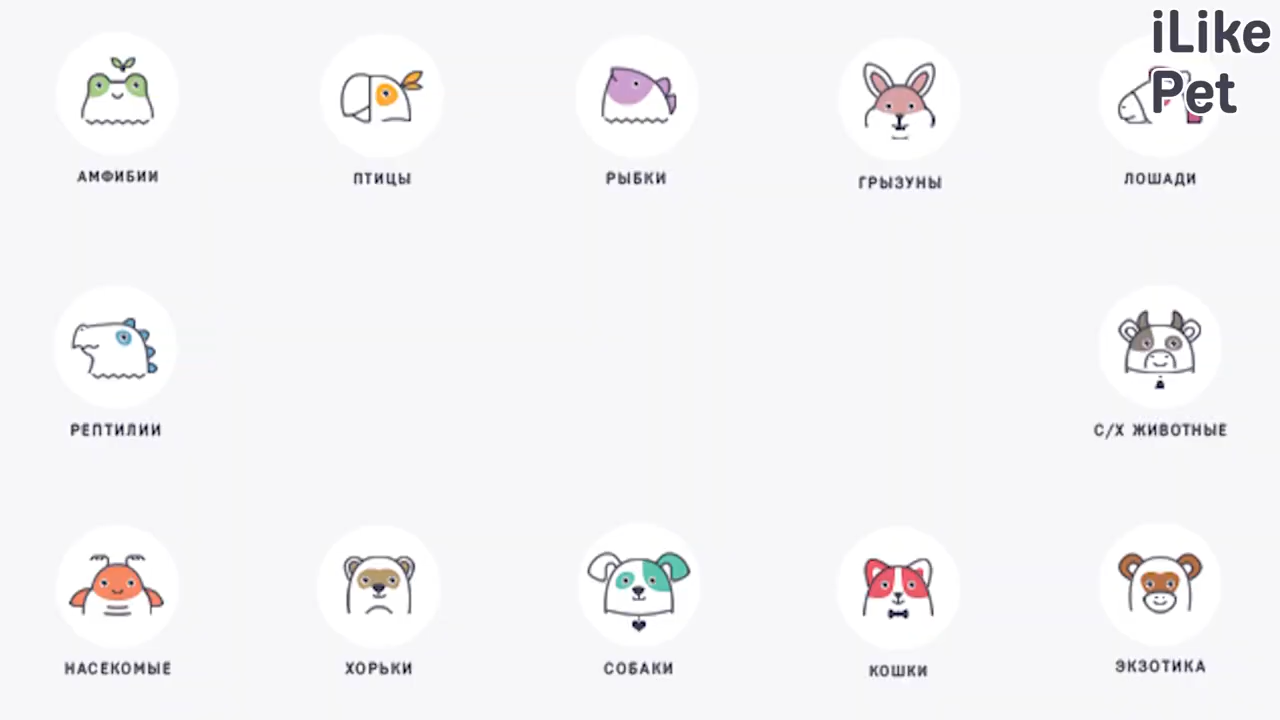 iLike
Pet
АМФИБИИ
ПТИЦЫ
РЫБКИ
ГРЫЗУНЫ
ЛОШАДИ
РЕПТИЛИИ
С/Х ЖИВОТНЫЕ
НАСЕКОМЫЕ
ХОРЬКИ
СОБАКИ
КОШКИ
ЭКЗОТИКА